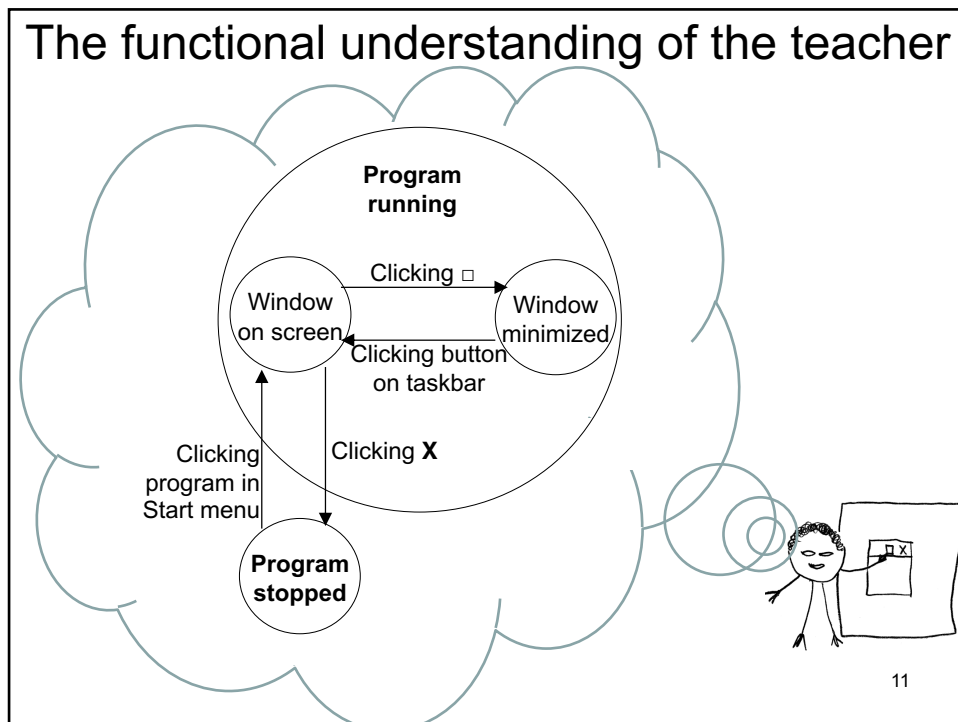 The functional understanding of the teacher
Program
running
Clicking □
Window
on screen
Window
minimized
Clicking button
on taskbar
Clicking
program in
Start menu
Clicking X
Program
stopped
□ X
11